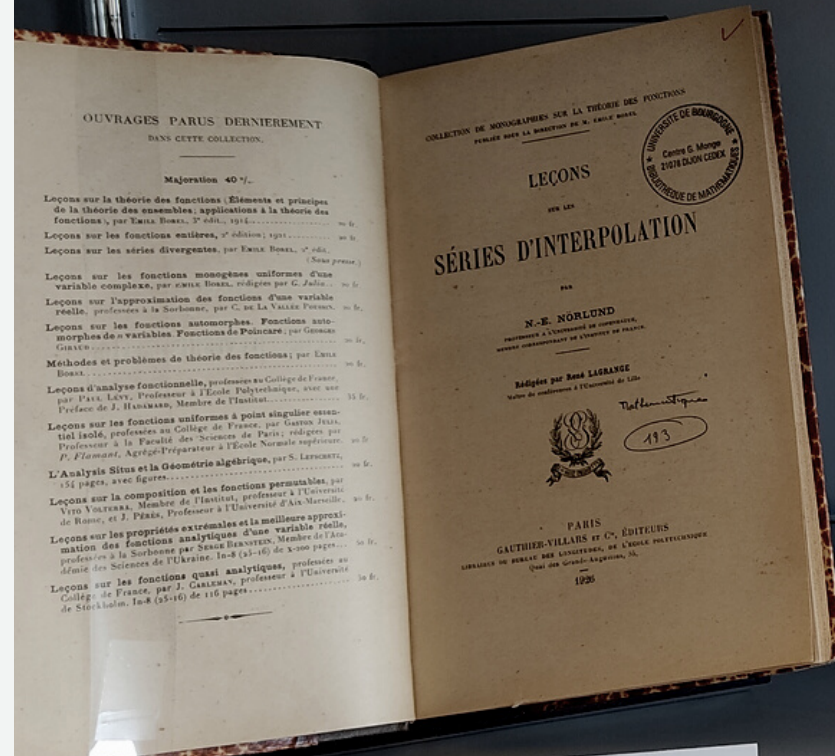 OUVRAGES PARUS DERNIEREMENT
DANS CETTE COLLECTION.
Majoration 40 %
Leçons sur la théorie des fonctions (Éléments et principes
de la théorie des ensembles; applications à la théorie des
fonctions), par EMILE BOREL, 3e édit., 1914
Leçons sur les fonctions entières, 2e édition; 1921
Leçons sur les séries divergentes, par EMILE BOREL, 2e édit.
(Sous presse.)
Leçons sur les fonctions monogènes uniformes d'une
variable complexe, par EMILE BOREL, rédigées par G. Julia
Leçons sur l'approximation des fonctions d'une variable
réelle, professées à la Sorbonne, par C. DE LA VALLÉE POUSSIN.
Leçons sur les fonctions automorphes. Fonctions auto-
morphes de n variables. Fonctions de Poincaré; par GEORGES
GIRAUD
Méthodes et problèmes de théorie des fonctions; par EMILE
BOREL
Leçons d'analyse fonctionnelle, professées au Collège de France,
par PAUL LÉVY, Professeur à l'École Polytechnique, avec une
Préface de J. HADAMARD, Membre de l'Institut
Leçons sur les fonctions uniformes à point singulier essen-
tiel isolé, professées au Collège de France, par GASTON JULIA,
Professeur à la Faculté des Sciences de Paris; rédigées par
P. Flamant, Agrégé-Préparateur à l'École Normale supérieure.
L'Analysis Situs et la Géométrie algébrique, par S. LEFSCHETZ,
154 pages, avec figures
Leçons sur la composition et les fonctions permutables, par
VITO VOLTERRA, Membre de l'Institut, professeur à l'Université
de Rome, et J. PÉRÈS, Professeur à l'Université d'Aix-Marseille.
Leçons sur les propriétés extrémales et la meilleure approxi-
mation des fonctions analytiques d'une variable réelle,
professées à la Sorbonne par SERGE BERNSTEIN, Membre de l'Aca-
démie des Sciences de l'Ukraine. In-8 (25-16) de x-200 pages
Leçons sur les fonctions quasi analytiques, professées au
Collège de France, par J. CARLEMAN, professeur à l'Université
de Stockholm. In-8 (25-16) de 116 pages
COLLECTION DE MONOGRAPHIES SUR LA THÉORIE DES FONCTIONS
PUBLIÉE SOUS LA DIRECTION DE M. EMILE BOREL
UNIVERSITE DE BOURGOGNE
Centre G. Monge
21078 DIJON CEDEX
BIBLIOTHEQUE DE MATHEMATIQUES
LEÇONS
SUR LES
SÉRIES D'INTERPOLATION
PAR
N.-E. NÖRLUND
PROFESSEUR A L'UNIVERSITÉ DE COPENHAGUE,
MEMBRE CORRESPONDANT DE L'INSTITUT DE FRANCE.
Rédigées par René LAGRANGE
Maître de conférences à l'Université de Lille
Mathématiques
193
PARIS
GAUTHIER-VILLARS ET Cie, ÉDITEURS
LIBRAIRES DU BUREAU DES LONGITUDES, DE L'ÉCOLE POLYTECHNIQUE
Quai des Grands-Augustins, 55,
1926